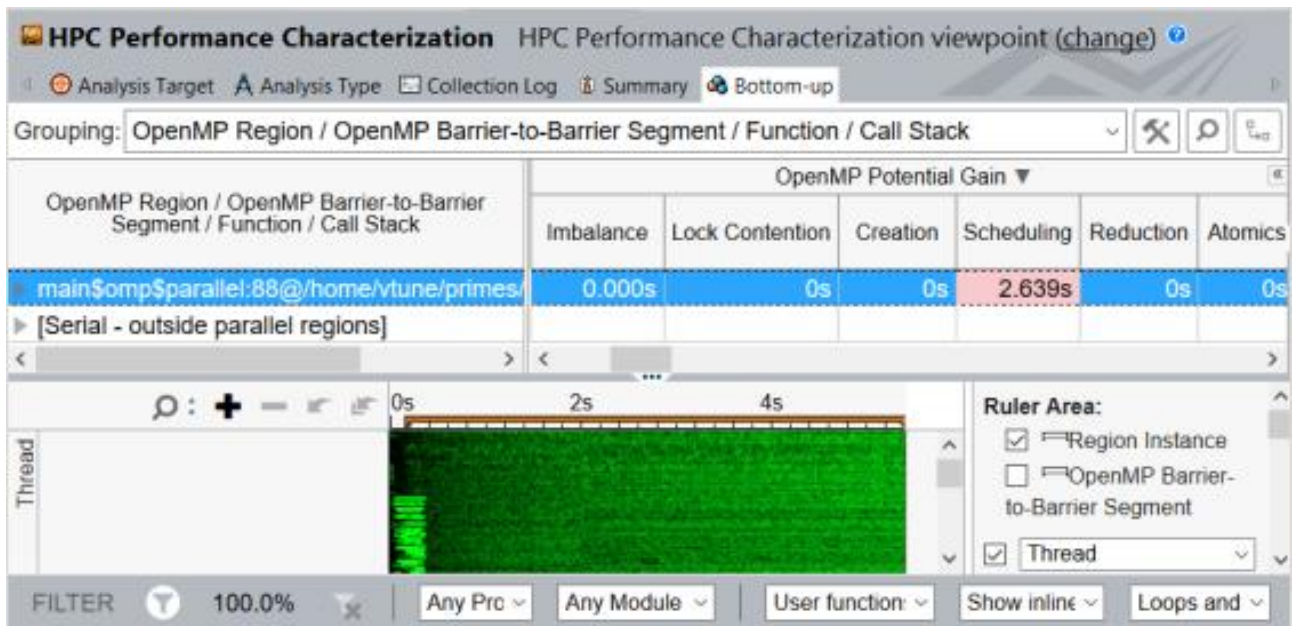 HPC Performance Characterization HPC Performance Characterization viewpoint (change) ?
Analysis Target A Analysis Type Collection Log Summary Bottom-up
Grouping: OpenMP Region / OpenMP Barrier-to-Barrier Segment / Function / Call Stack
OpenMP Region / OpenMP Barrier-to-Barrier
Segment / Function / Call Stack
OpenMP Potential Gain ▼
Imbalance Lock Contention Creation Scheduling Reduction Atomics
main$omp$parallel:88@/home/vtune/primes/ 0.000s 0s 0s 2.639s 0s 0s
[Serial - outside parallel regions]
0s 2s 4s
Thread
Ruler Area:
Region Instance
OpenMP Barrier-
to-Barrier Segment
Thread
FILTER 100.0% Any Pro Any Module User function: Show inline Loops and